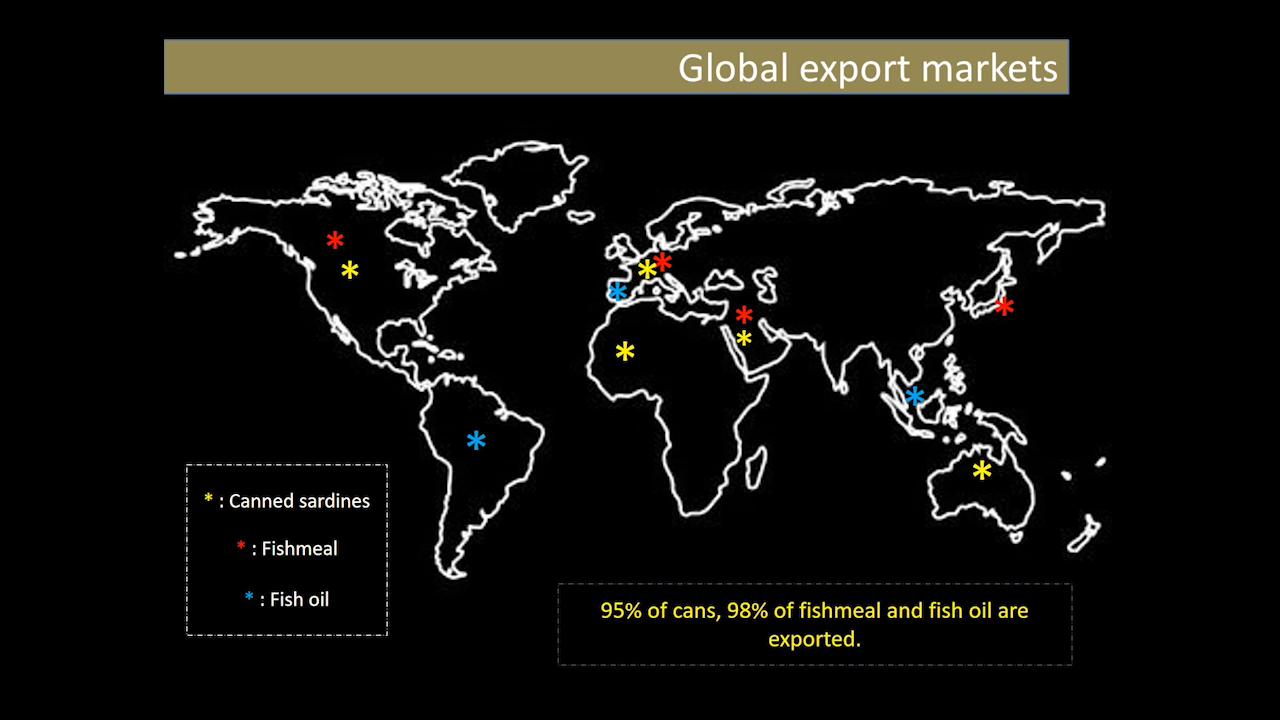 Global export markets
* : Canned sardines
* : Fishmeal
* : Fish oil
95% of cans, 98% of fishmeal and fish oil are
exported.